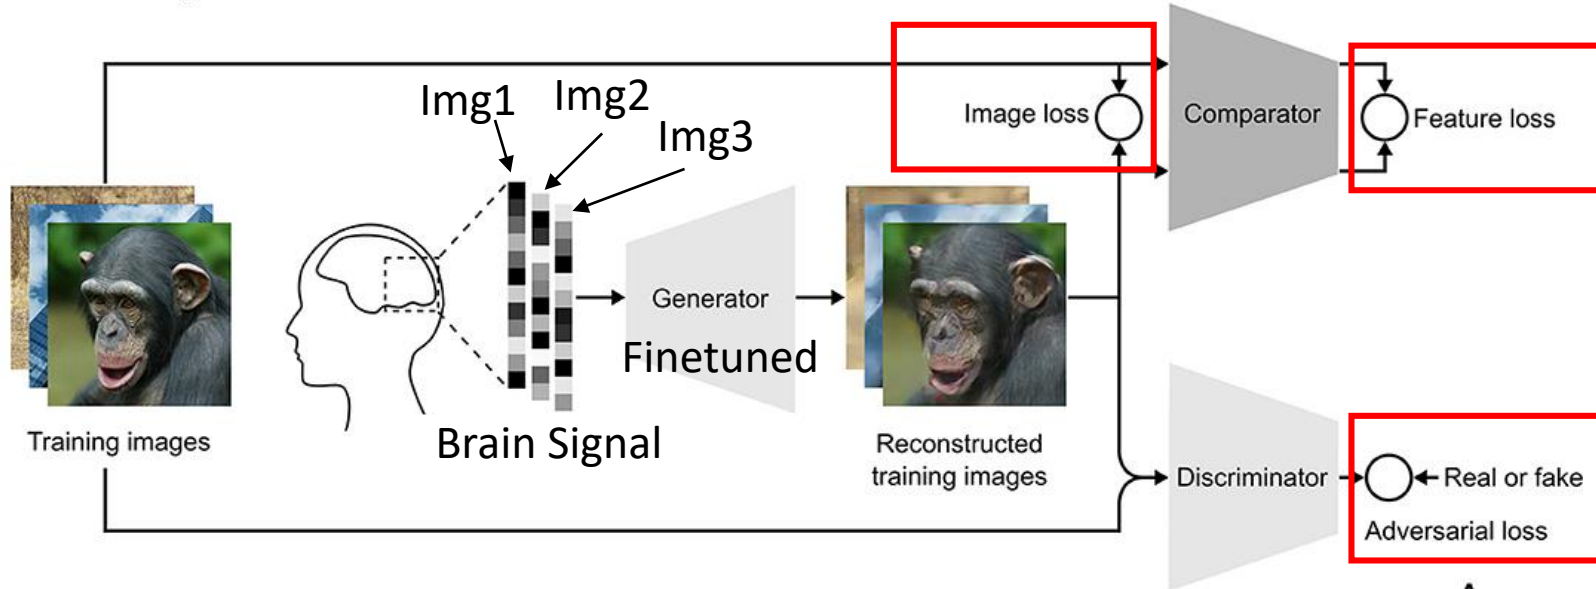 Img1
Img2
Img3
Image loss
Comparator
Feature loss
Generator
Finetuned
Training images
Brain Signal
Reconstructed
training images
Discriminator
Real or fake
Adversarial loss